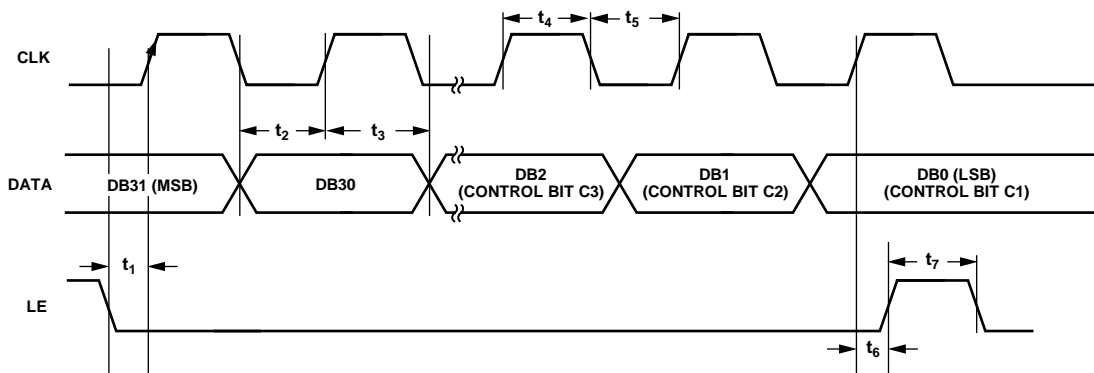 t4
t5
CLK
t2
t3
DATA
DB31 (MSB)
DB30
DB2
(CONTROL BIT C3)
DB1
(CONTROL BIT C2)
DB0 (LSB)
(CONTROL BIT C1)
t1
t7
LE
t6